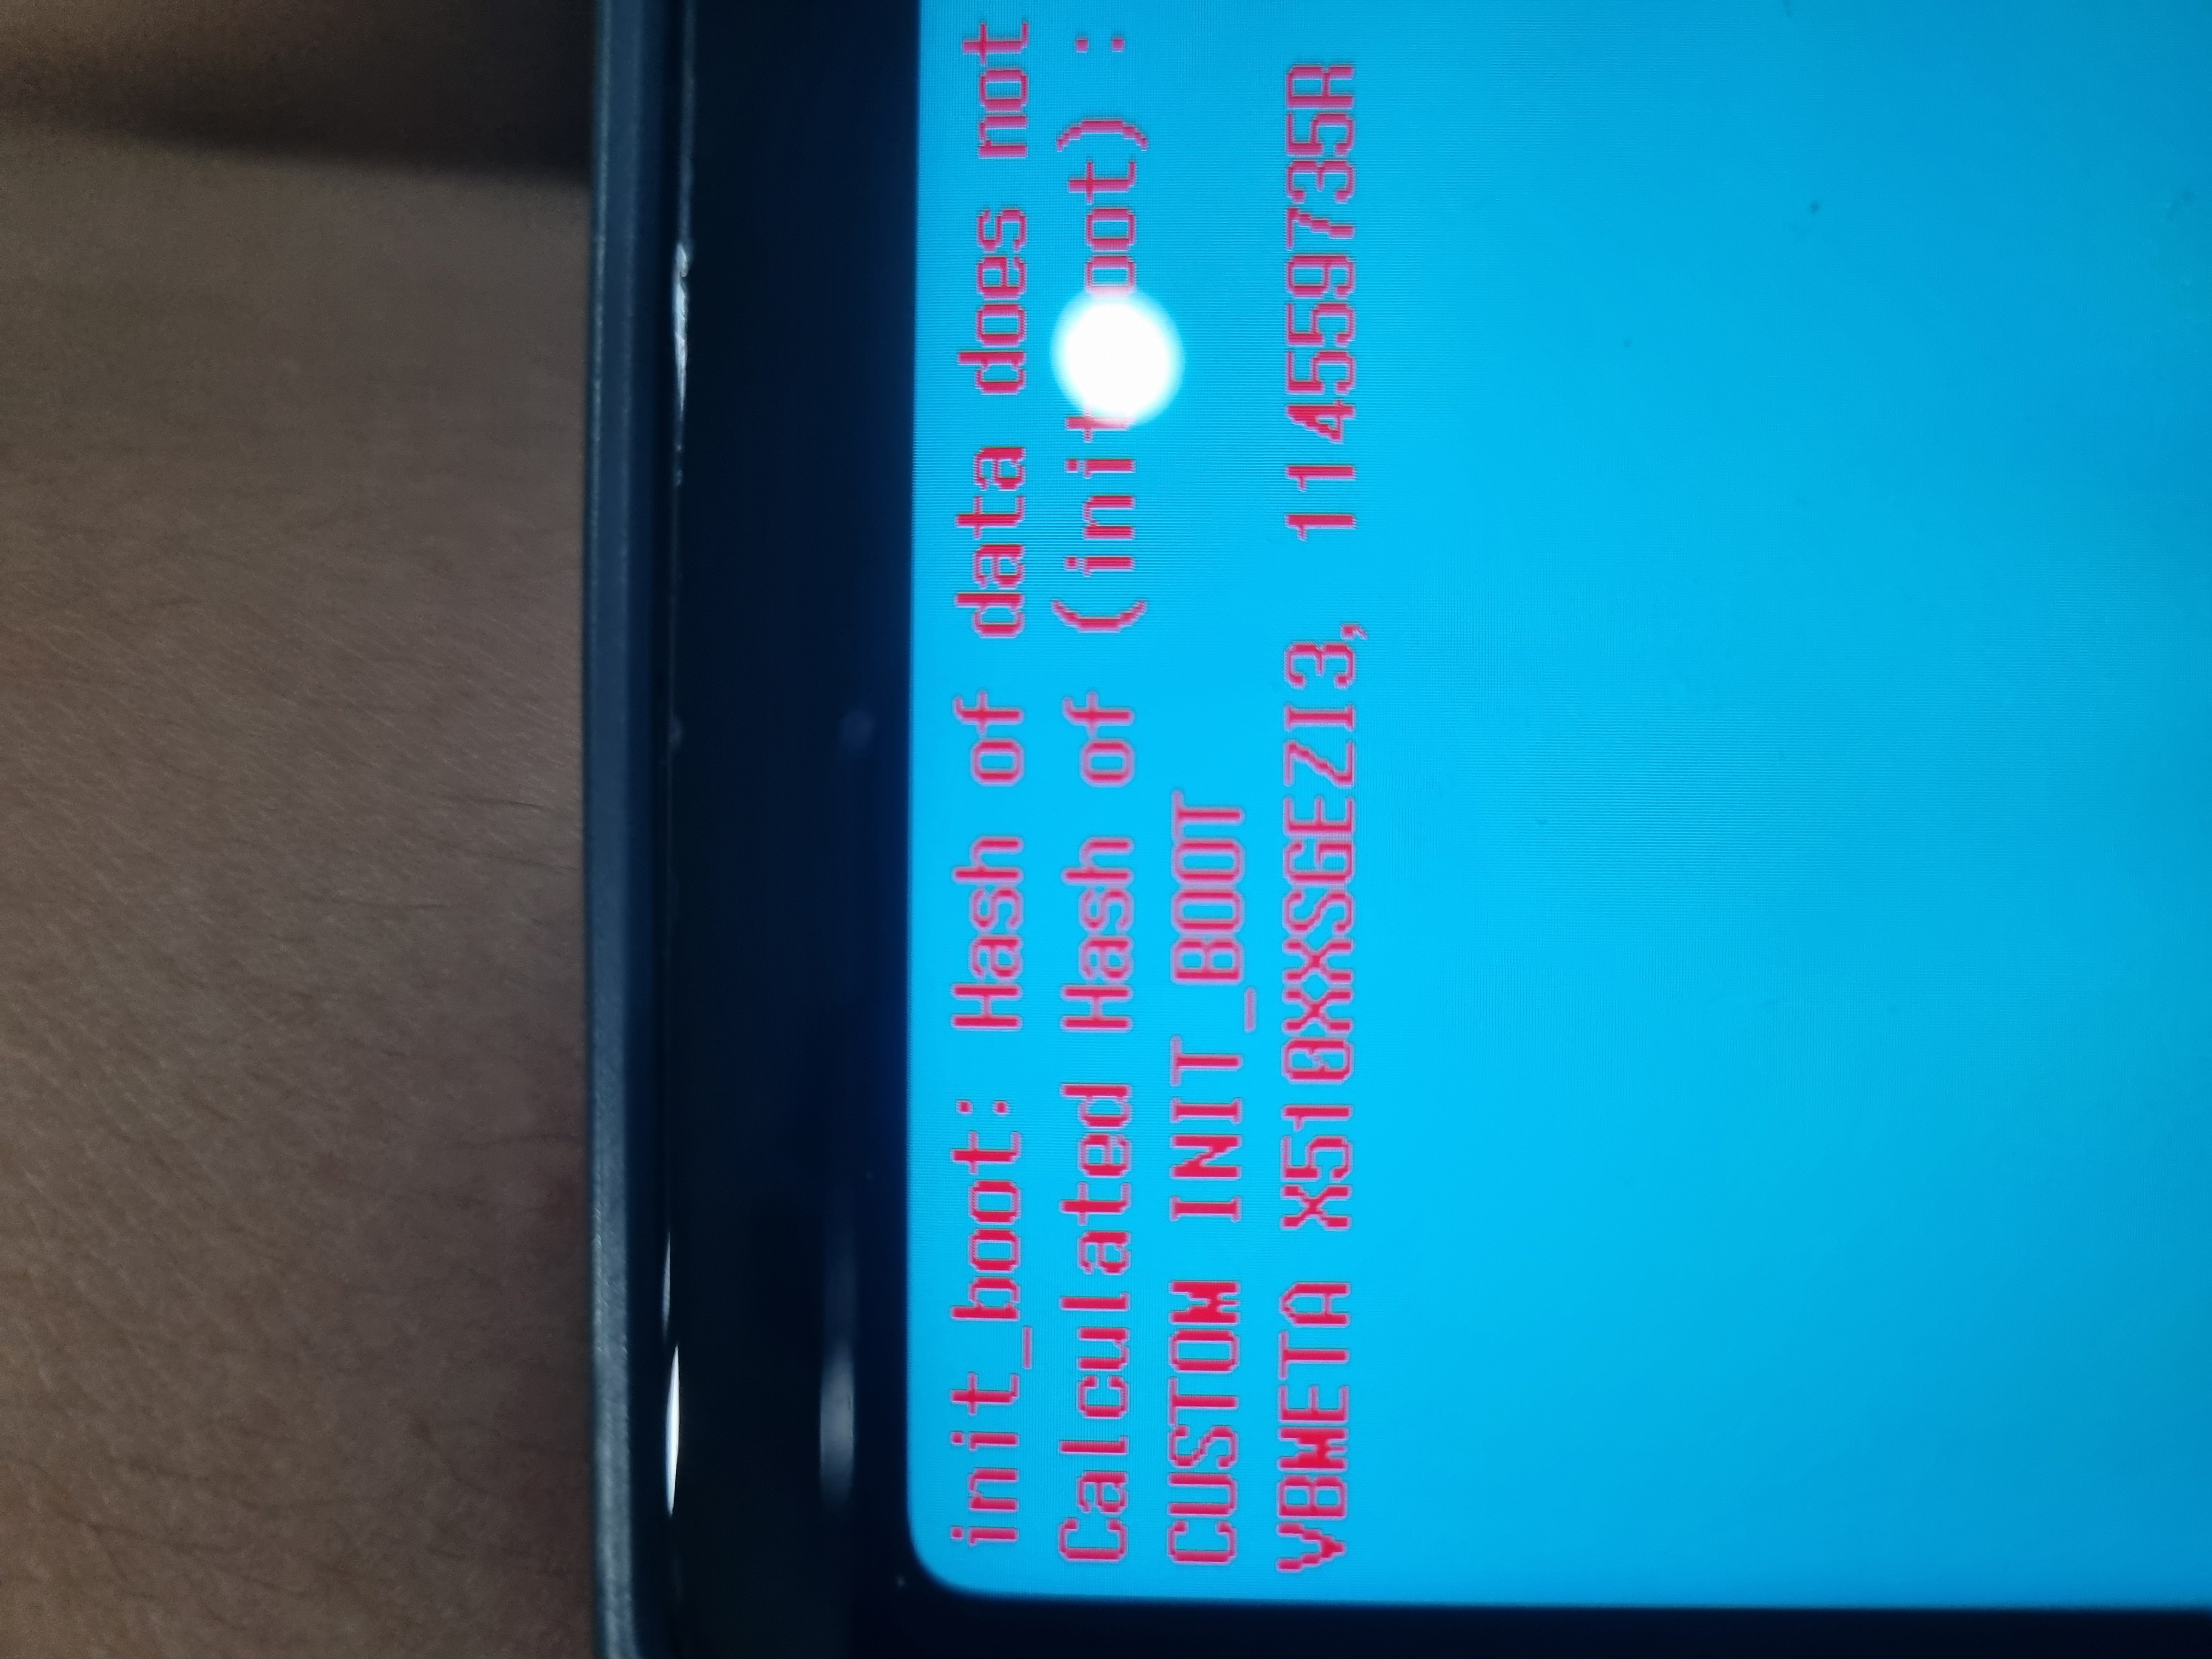 init_boot: Hash of data does not
Calculated Hash of (init oot) :
CUSTOM INIT_BOOT
VBMETA X510XXSGEZI3, 114559735R